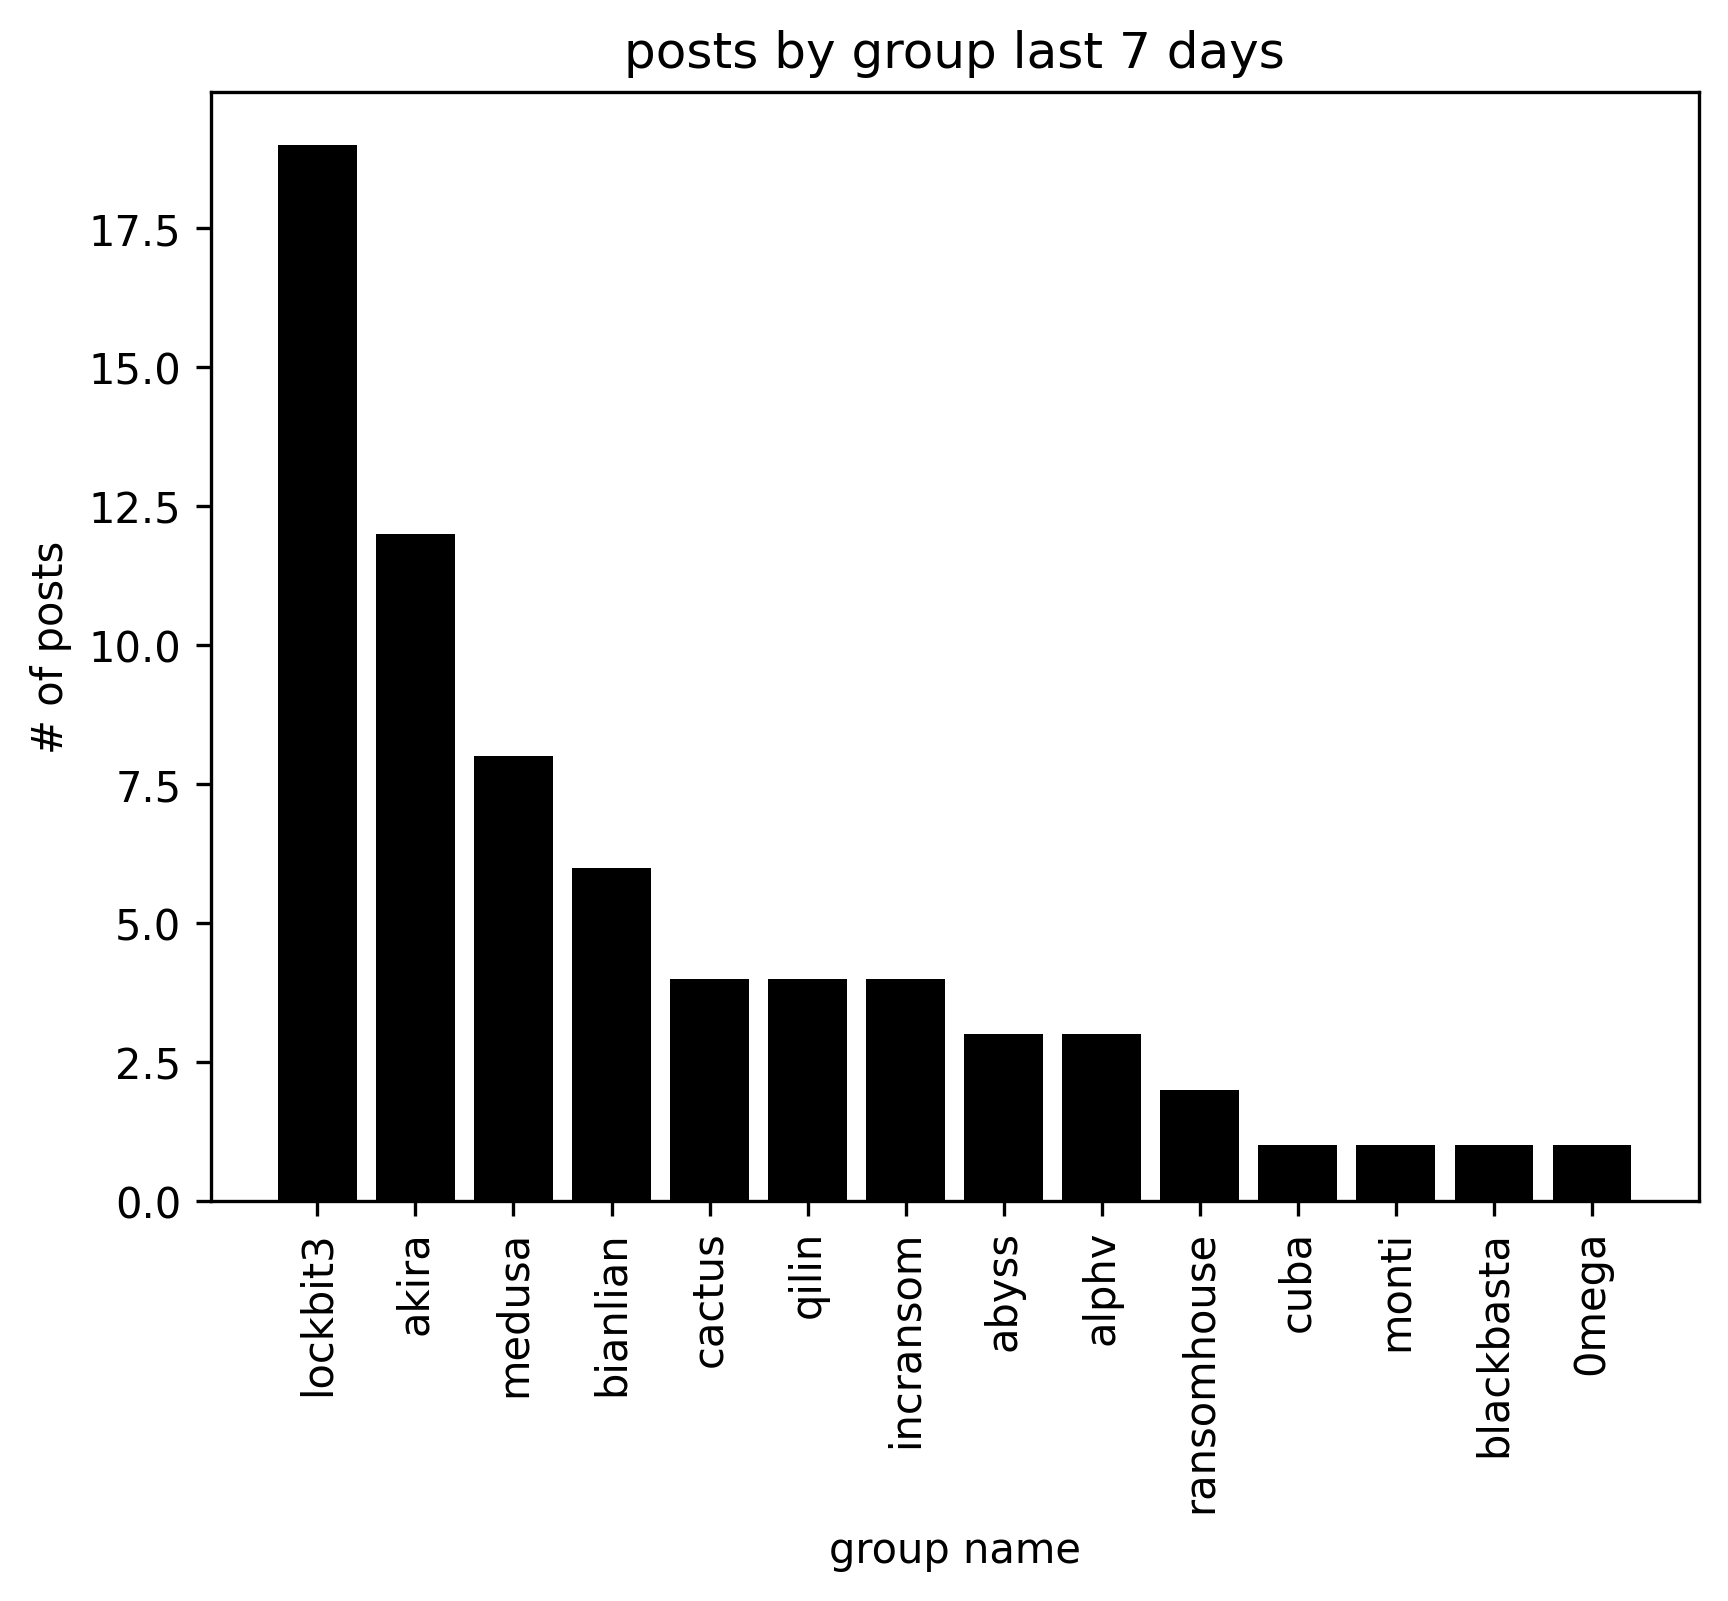 posts by group last 7 days
# of posts
17.5
15.0
12.5
10.0
7.5
5.0
2.5
0.0
lockbit3
akira
medusa
bianlian
cactus
qilin
incransom
abyss
alphv
ransomhouse
cuba
monti
blackbasta
0mega
group name